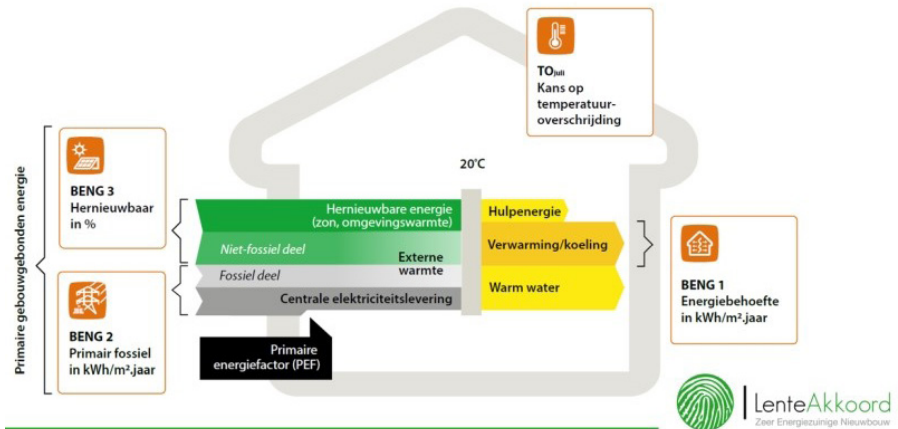 TOjuli
Kans op
temperatuur-
overschrijding
Primaire gebouwgebonden energie
BENG 3
Hernieuwbaar
in %
BENG 2
Primair fossiel
in kWh/m².jaar
20°C
Hernieuwbare energie
(zon, omgevingswarmte)
Niet-fossiel deel
Externe
warmte
Fossiel deel
Centrale elektriciteitslevering
Primaire
energiefactor (PEF)
Hulpenergie
Verwarming/koeling
Warm water
BENG 1
Energiebehoefte
in kWh/m².jaar
LenteAkkoord
Zeer Energiezuinige Nieuwbouw